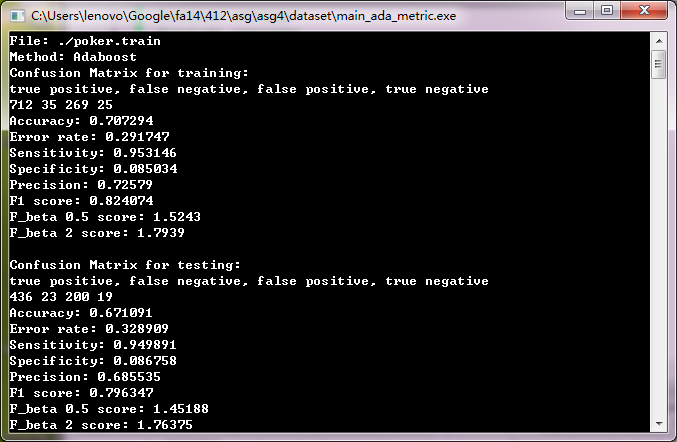 C:\Users\lenovo\Google\fa14\412\asg\asg4\dataset\main_ada_metric.exe
File: ./poker.train
Method: Adaboost
Confusion Matrix for training:
true positive, false negative, false positive, true negative
712 35 269 25
Accuracy: 0.707294
Error rate: 0.291747
Sensitivity: 0.953146
Specificity: 0.085034
Precision: 0.72579
F1 score: 0.824074
F_beta 0.5 score: 1.5243
F_beta 2 score: 1.7939
Confusion Matrix for testing:
true positive, false negative, false positive, true negative
436 23 200 19
Accuracy: 0.671091
Error rate: 0.328909
Sensitivity: 0.949891
Specificity: 0.086758
Precision: 0.685535
F1 score: 0.796347
F_beta 0.5 score: 1.45188
F_beta 2 score: 1.76375